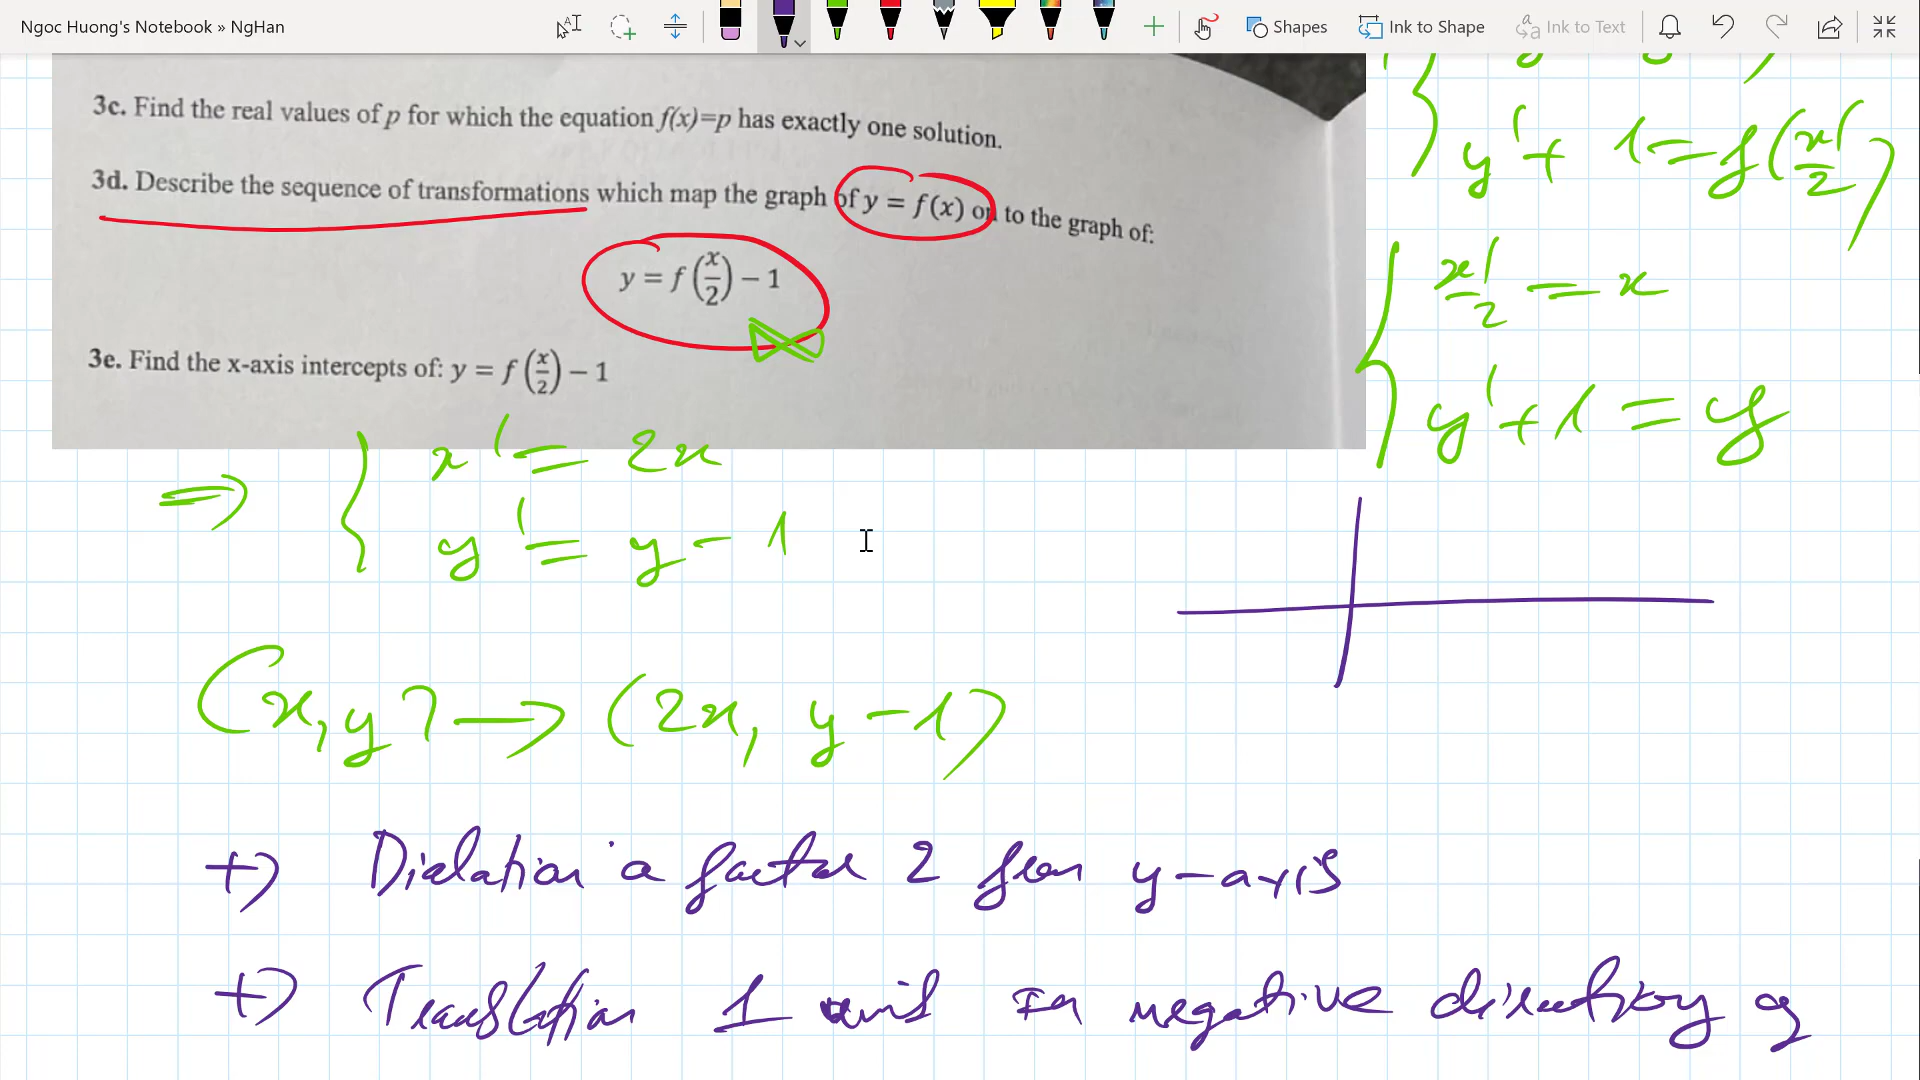 Ngoc Huong's Notebook » NgHan
Shapes
Ink to Shape
Ink to Text
3c. Find the real values of p for which the equation f(x)=p has exactly one solution.
3d. Describe the sequence of transformations which map the graph of y = f(x) on to the graph of:
y = f(x/2) − 1
3e. Find the x-axis intercepts of: y = f(x/2) − 1
y' + 1 = f(x'/2)
x'/2 = x
y' + 1 = y
⇒ { x' = 2x
y' = y − 1
(x, y) → (2x, y − 1)
+) Dialation a factor 2 from y-axis
+) Translation 1 unit in negative direction of